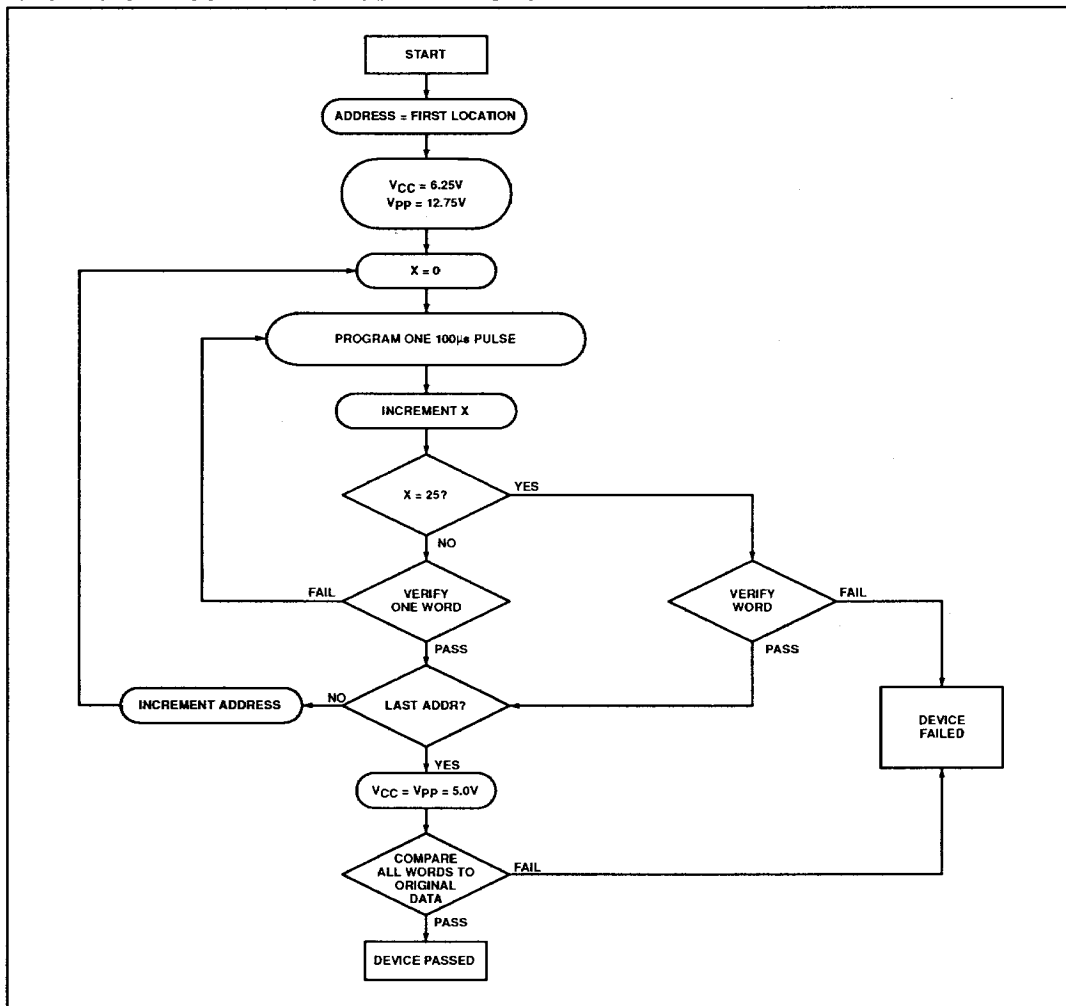 START
ADDRESS = FIRST LOCATION
VCC = 6.25V
VPP = 12.75V
X = 0
PROGRAM ONE 100µs PULSE
INCREMENT X
X = 25?
YES
NO
VERIFY
ONE WORD
FAIL
PASS
VERIFY
WORD
FAIL
PASS
INCREMENT ADDRESS
NO
LAST ADDR?
YES
DEVICE
FAILED
VCC = VPP = 5.0V
COMPARE
ALL WORDS TO
ORIGINAL
DATA
FAIL
PASS
DEVICE PASSED